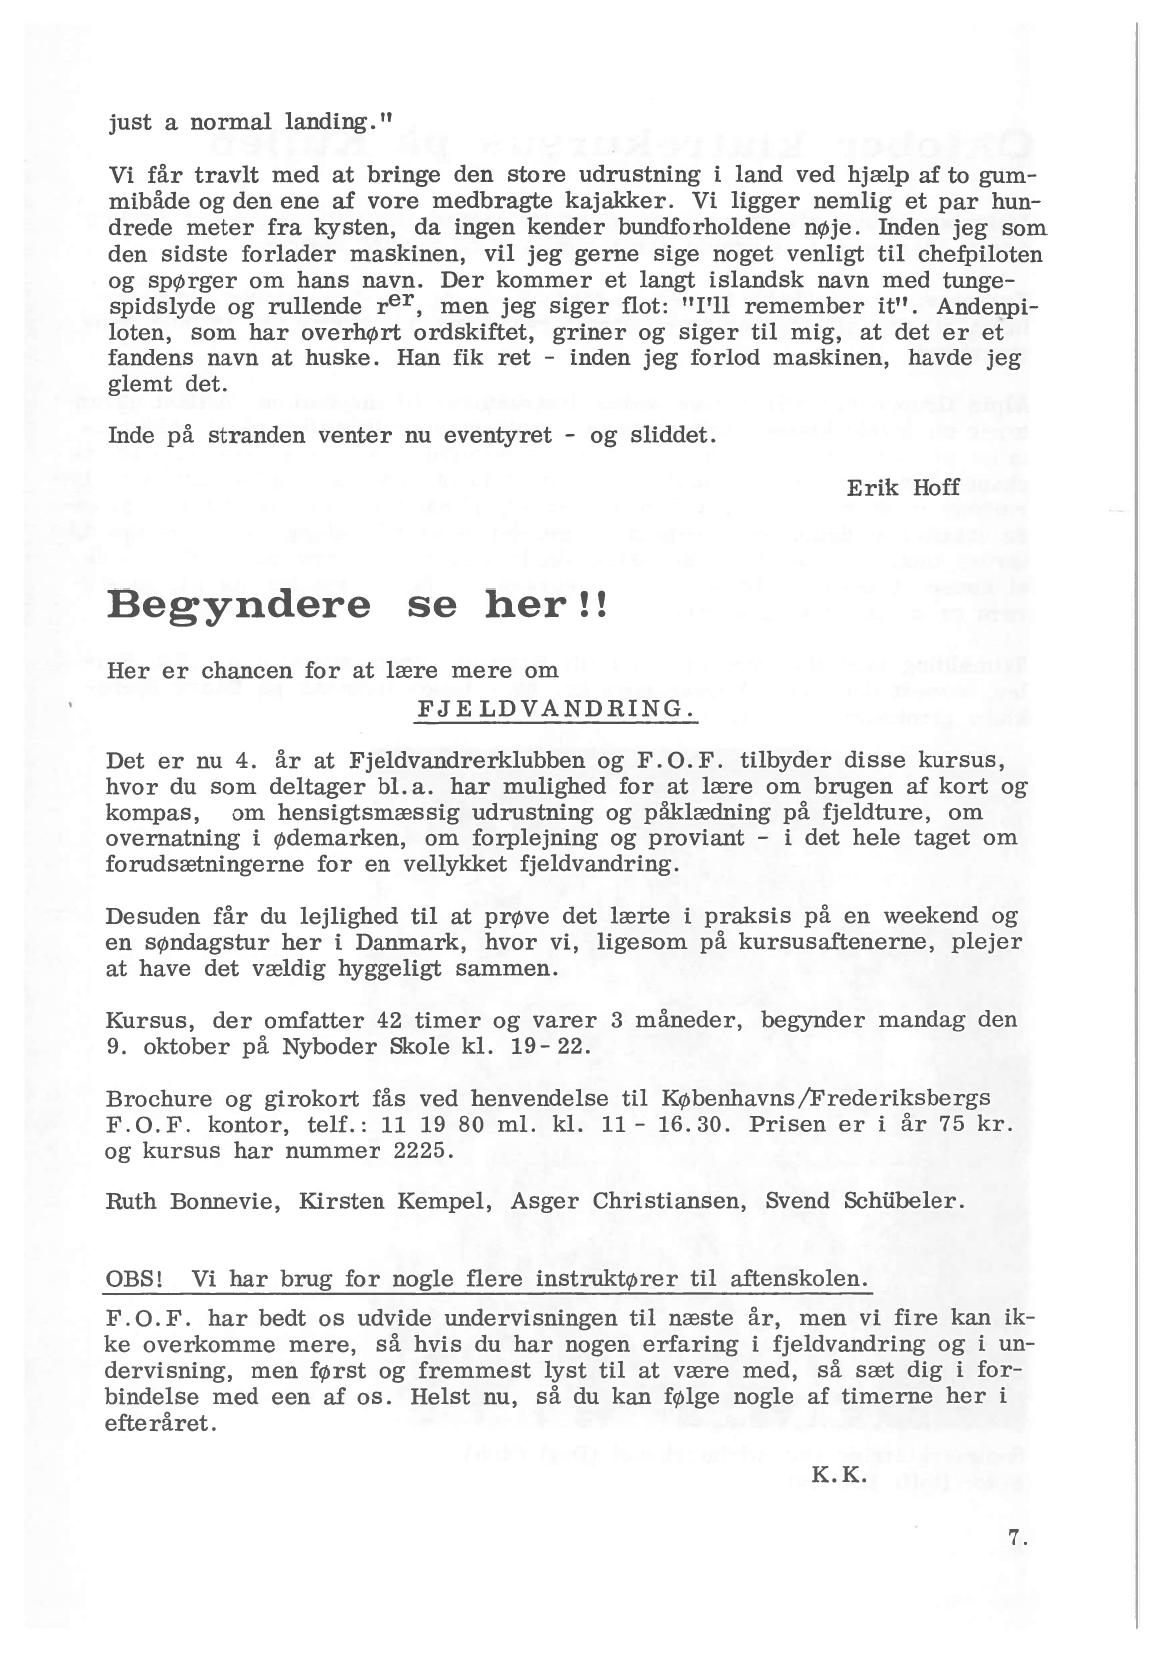 just a normal landing."
Vi får travlt med at bringe den store udrustning i land ved hjælp af to gum-
mibåde og den ene af vore medbragte kajakker. Vi ligger nemlig et par hun-
drede meter fra kysten, da ingen kender bundforholdene nøje. Inden jeg som
den sidste forlader maskinen, vil jeg gerne sige noget venligt til chefpiloten
og spørger om hans navn. Der kommer et langt islandsk navn med tunge-
spidslyde og rullende rer, men jeg siger flot: "I'll remember it". Andenpi-
loten, som har overhørt ordskiftet, griner og siger til mig, at det er et
fandens navn at huske. Han fik ret - inden jeg forlod maskinen, havde jeg
glemt det.
Inde på stranden venter nu eventyret - og sliddet.
Erik Hoff
Begyndere se her!!
Her er chancen for at lære mere om
FJELDVANDRING.
Det er nu 4. år at Fjeldvandrerklubben og F.O.F. tilbyder disse kursus,
hvor du som deltager bl.a. har mulighed for at lære om brugen af kort og
kompas, om hensigtsmæssig udrustning og påklædning på fjeldture, om
overnatning i ødemarken, om forplejning og proviant - i det hele taget om
forudsætningerne for en vellykket fjeldvandring.
Desuden får du lejlighed til at prøve det lærte i praksis på en weekend og
en søndagstur her i Danmark, hvor vi, ligesom på kursusaftenerne, plejer
at have det vældig hyggeligt sammen.
Kursus, der omfatter 42 timer og varer 3 måneder, begynder mandag den
9. oktober på Nyboder Skole kl. 19-22.
Brochure og girokort fås ved henvendelse til Københavns/Frederiksbergs
F.O.F. kontor, telf.: 11 19 80 ml. kl. 11 - 16.30. Prisen er i år 75 kr.
og kursus har nummer 2225.
Ruth Bonnevie, Kirsten Kempel, Asger Christiansen, Svend Schübeler.
OBS! Vi har brug for nogle flere instruktører til aftenskolen.
F.O.F. har bedt os udvide undervisningen til næste år, men vi fire kan ik-
ke overkomme mere, så hvis du har nogen erfaring i fjeldvandring og i un-
dervisning, men først og fremmest lyst til at være med, så sæt dig i for-
bindelse med een af os. Helst nu, så du kan følge nogle af timerne her i
efteråret.
K.K.
7.